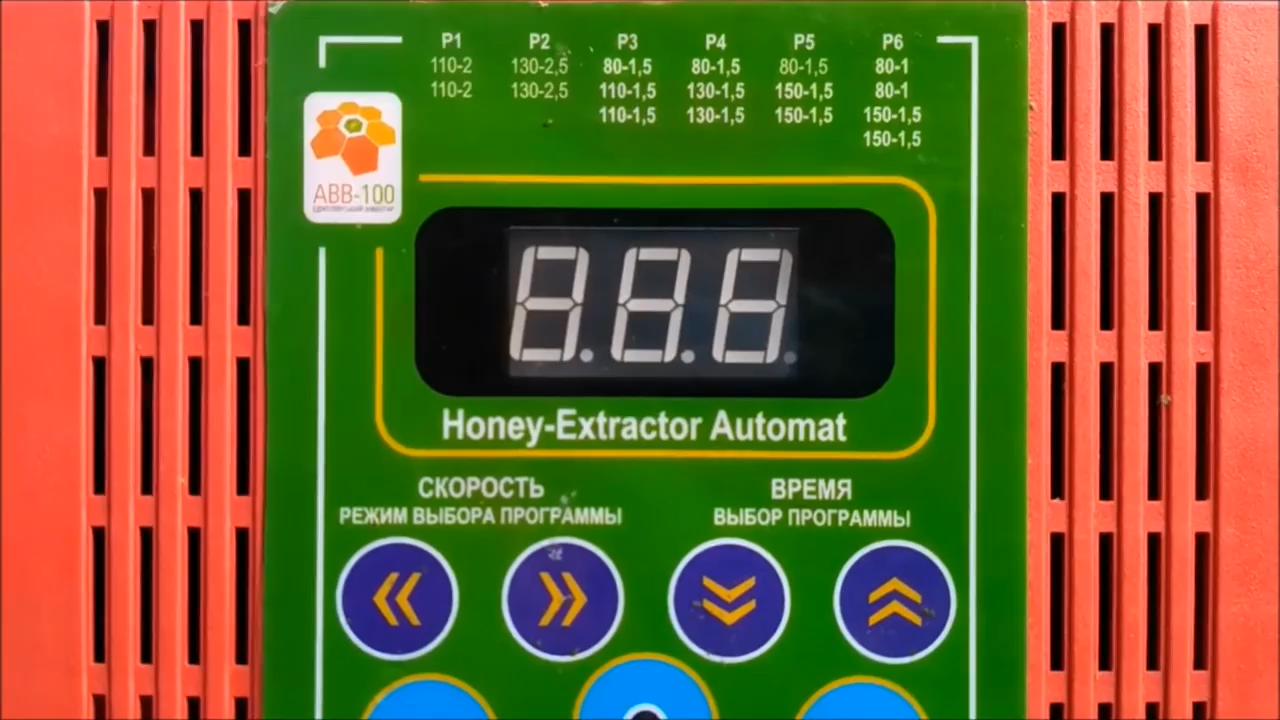 P1 P2 P3 P4 P5 P6
110-2 130-2,5 80-1,5 80-1,5 80-1,5 80-1
110-2 130-2,5 110-1,5 130-1,5 150-1,5 80-1
110-1,5 130-1,5 150-1,5 150-1,5
150-1,5
АВВ-100
Honey-Extractor Automat
СКОРОСТЬ ВРЕМЯ
РЕЖИМ ВЫБОРА ПРОГРАММЫ ВЫБОР ПРОГРАММЫ